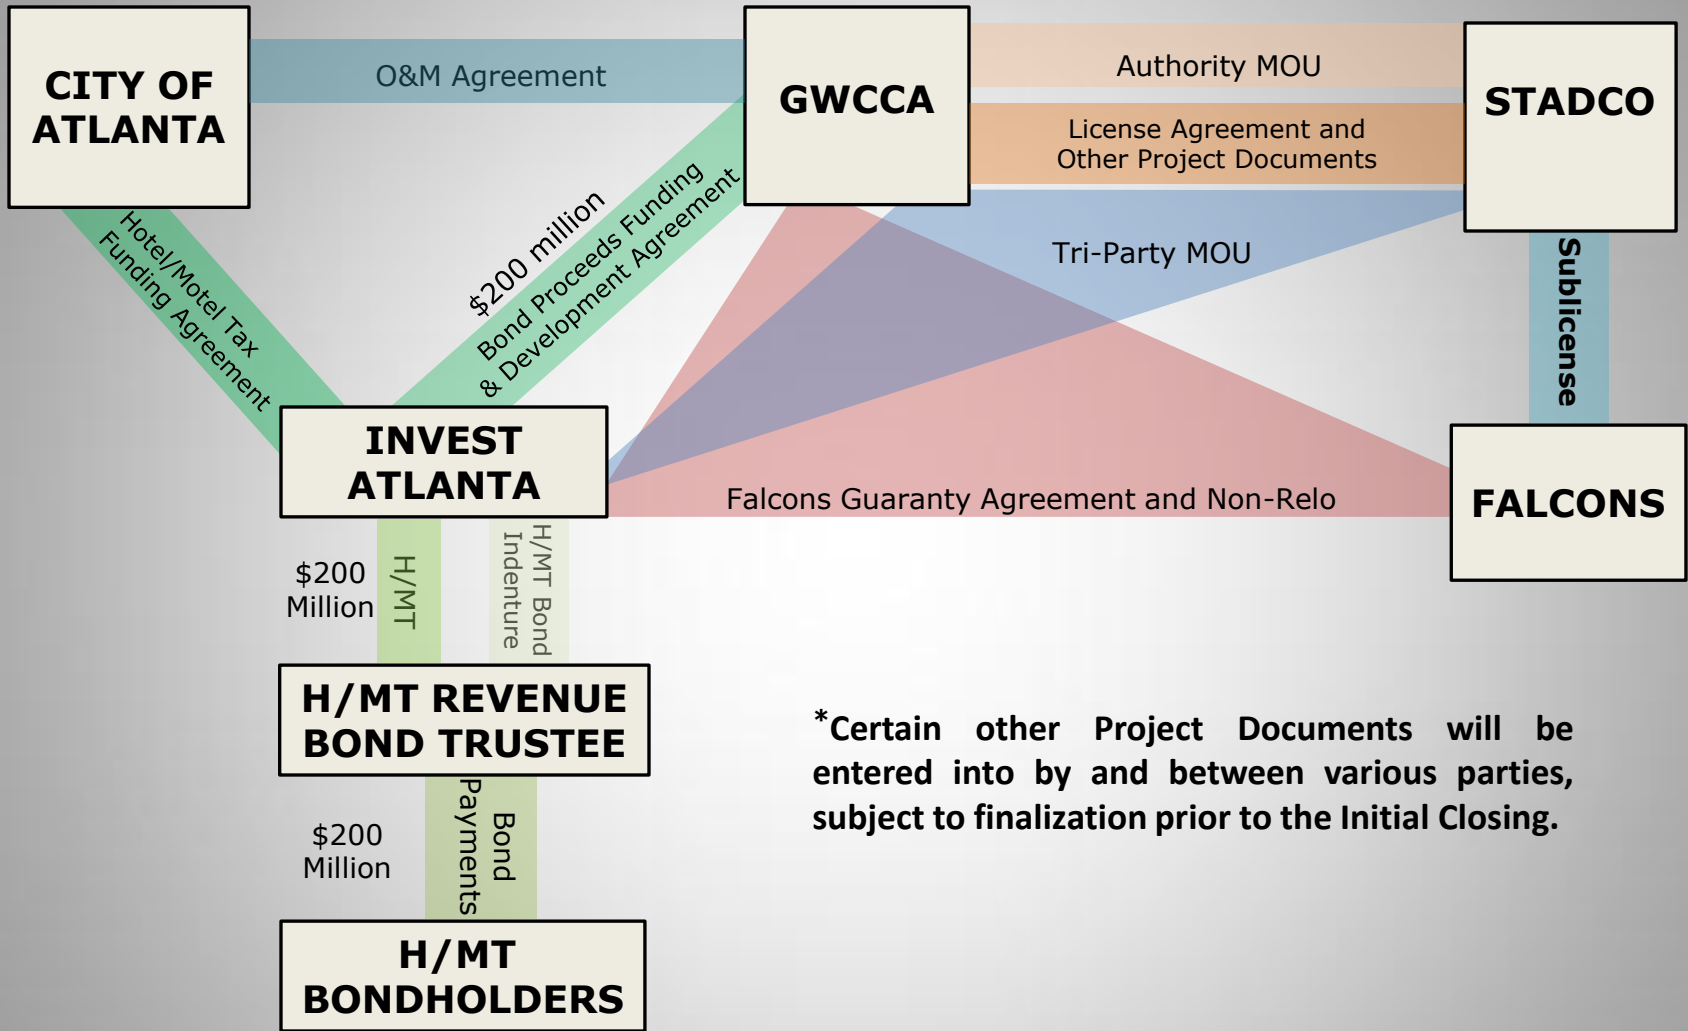 CITY OF
ATLANTA
O&M Agreement
GWCCA
Authority MOU
License Agreement and
Other Project Documents
STADCO
Tri-Party MOU
Sublicense
Hotel/Motel Tax
Funding Agreement
$200 million
Bond Proceeds Funding
& Development Agreement
INVEST
ATLANTA
Falcons Guaranty Agreement and Non-Relo
FALCONS
$200
Million
H/MT
H/MT Bond
Indenture
H/MT REVENUE
BOND TRUSTEE
$200
Million
Bond
Payments
H/MT
BONDHOLDERS
*Certain other Project Documents will be
entered into by and between various parties,
subject to finalization prior to the Initial Closing.